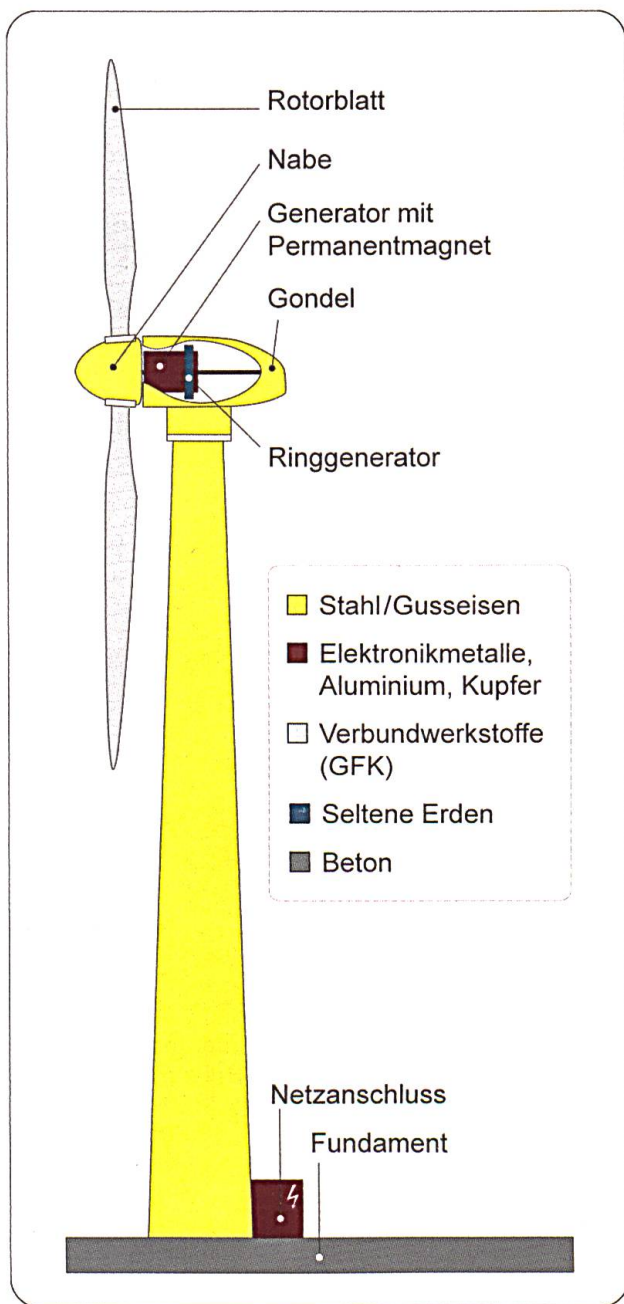 Rotorblatt
Nabe
Generator mit
Permanentmagnet
Gondel
Ringgenerator
Stahl/Gusseisen
Elektronikmetalle,
Aluminium, Kupfer
Verbundwerkstoffe
(GFK)
Seltene Erden
Beton
Netzanschluss
Fundament